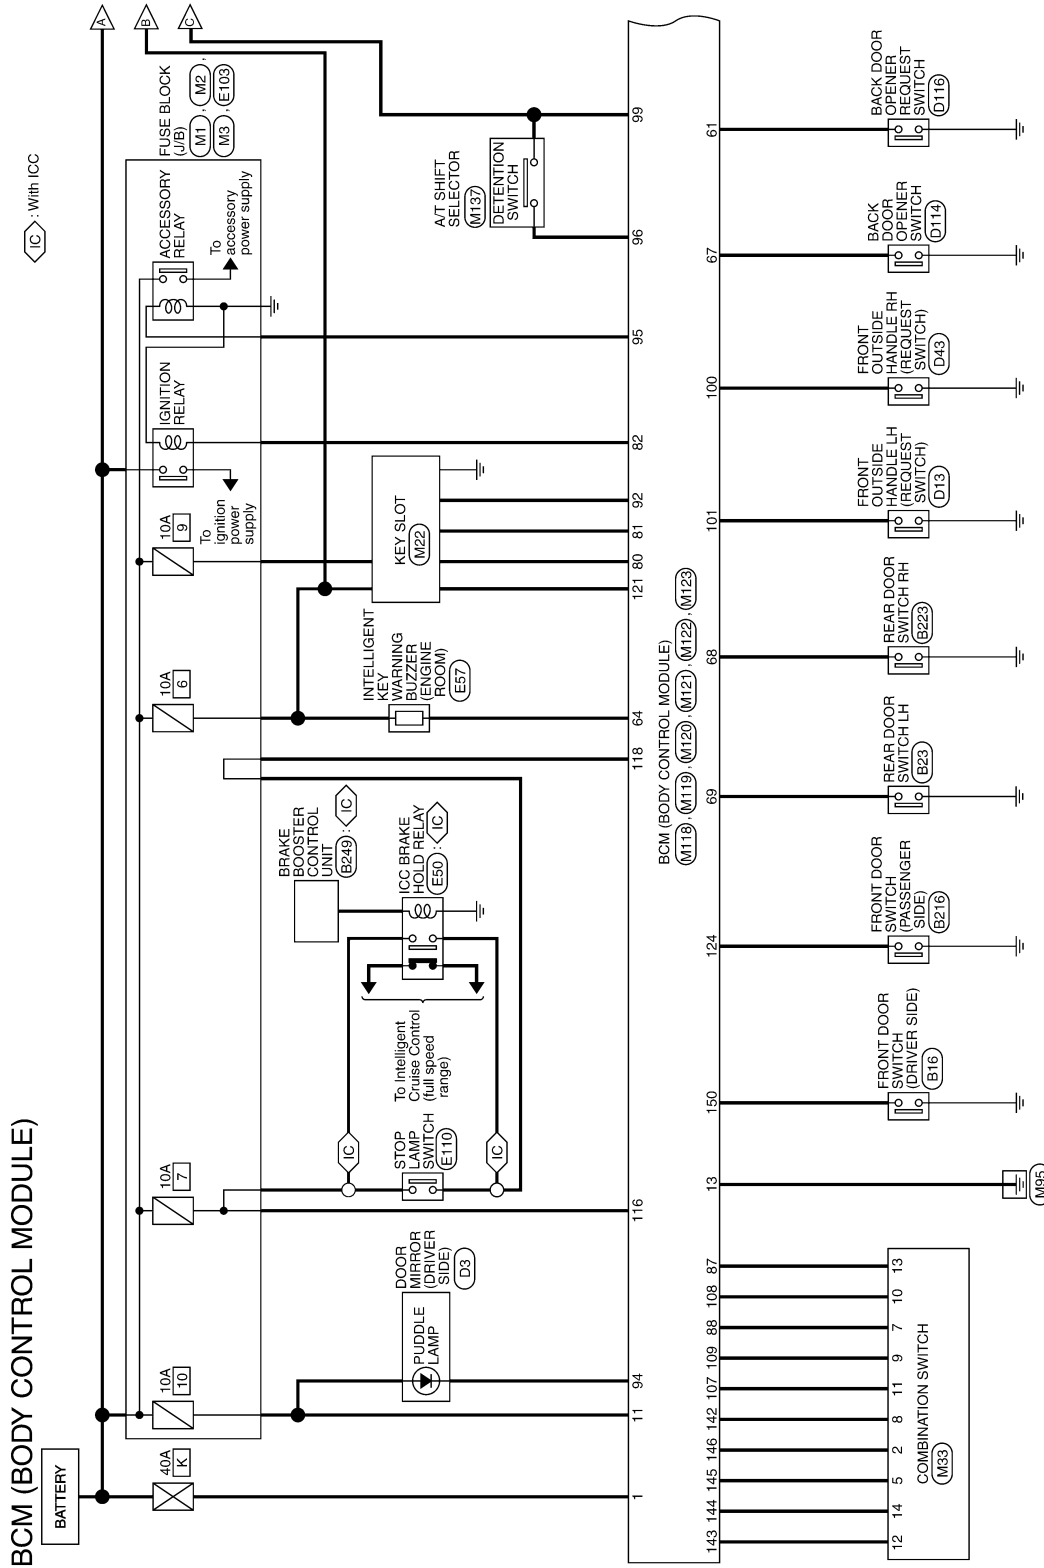 BCM (BODY CONTROL MODULE)
IC : With ICC
A
B
C
BATTERY
40A
K
10A
10
10A
7
10A
6
10A
9
To
ignition
power
supply
IGNITION
RELAY
ACCESSORY
RELAY
To
accessory
power supply
FUSE BLOCK
(J/B)
M1 , M2 ,
M3 , E103
DOOR
MIRROR
(DRIVER
SIDE)
D3
PUDDLE
LAMP
STOP
LAMP
SWITCH
E110
IC
IC
To Intelligent
Cruise Control
(full speed
range)
BRAKE
BOOSTER
CONTROL
UNIT
B249 : IC
ICC BRAKE
HOLD RELAY
E50 : IC
INTELLIGENT
KEY
WARNING
BUZZER
(ENGINE
ROOM)
E57
KEY SLOT
M22
A/T SHIFT
SELECTOR
M137
DETENTION
SWITCH
1
11
94
116
118
64
121
80
81
92
82
95
96
99
BCM (BODY CONTROL MODULE)
M118 , M119 , M120 , M121 , M122 , M123
143
144
145
146
142
107
109
88
108
87
13
150
124
69
68
101
100
67
61
12
14
5
2
8
11
9
7
10
13
COMBINATION SWITCH
M33
M95
FRONT DOOR
SWITCH
(DRIVER SIDE)
B16
FRONT DOOR
SWITCH
(PASSENGER
SIDE)
B216
REAR DOOR
SWITCH LH
B23
REAR DOOR
SWITCH RH
B223
FRONT
OUTSIDE
HANDLE LH
(REQUEST
SWITCH)
D13
FRONT
OUTSIDE
HANDLE RH
(REQUEST
SWITCH)
D43
BACK
DOOR
OPENER
SWITCH
D114
BACK DOOR
OPENER
REQUEST
SWITCH
D116